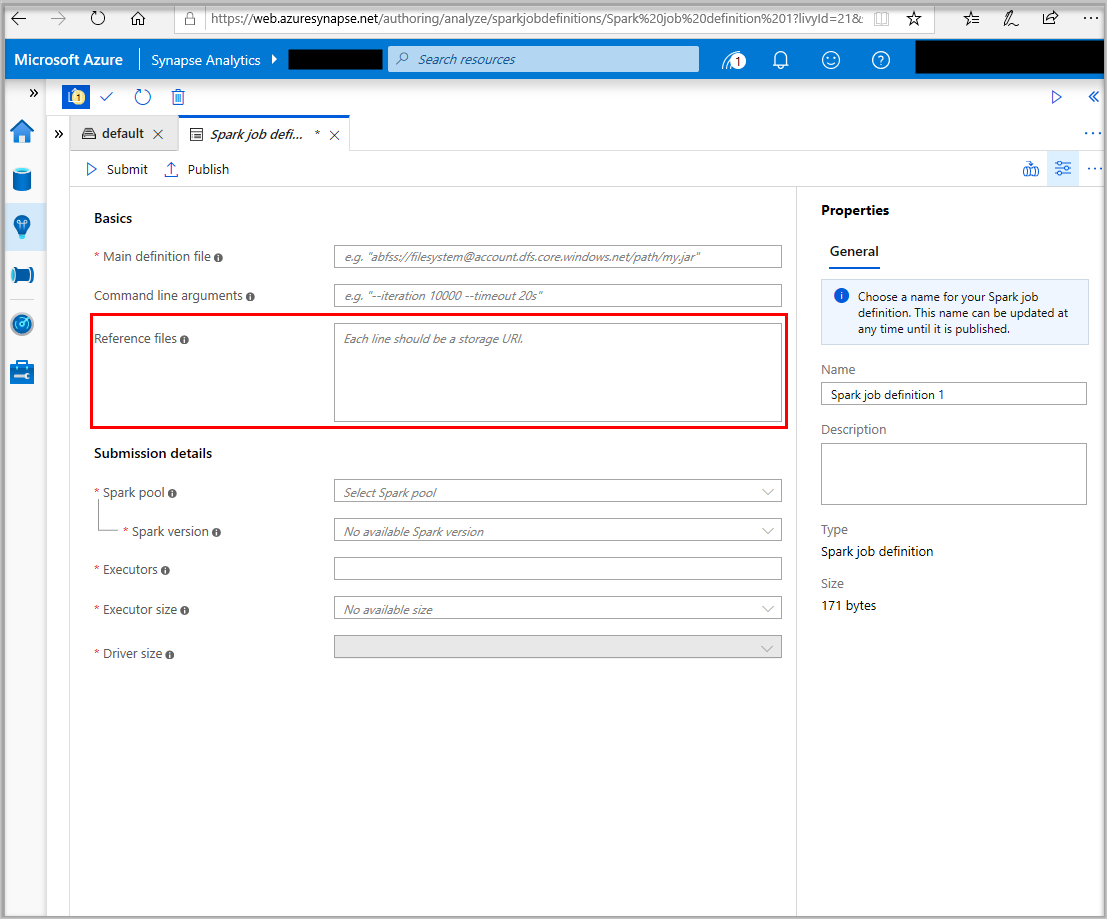 https://web.azuresynapse.net/authoring/analyze/sparkjobdefinitions/Spark%20job%20definition%201?livyId=21&
Microsoft Azure
Synapse Analytics
Search resources
1
1
default
Spark job defi... *
Submit
Publish
Basics
* Main definition file
e.g. "abfss://filesystem@account.dfs.core.windows.net/path/my.jar"
Command line arguments
e.g. "--iteration 10000 --timeout 20s"
Reference files
Each line should be a storage URI.
Submission details
* Spark pool
Select Spark pool
* Spark version
No available Spark version
* Executors
* Executor size
No available size
* Driver size
Properties
General
Choose a name for your Spark job
definition. This name can be updated at
any time until it is published.
Name
Spark job definition 1
Description
Type
Spark job definition
Size
171 bytes